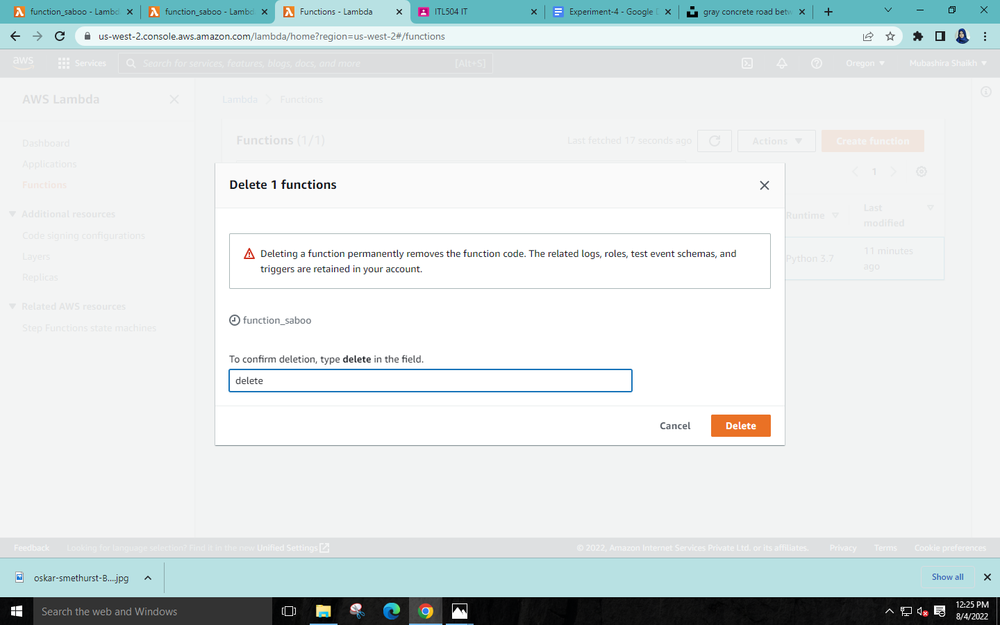 function_saboo - Lambd
function_saboo - Lambd
Functions - Lambda
ITL504 IT
Experiment-4 - Google D
gray concrete road betw
us-west-2.console.aws.amazon.com/lambda/home?region=us-west-2#/functions
aws
Services
Search for services, features, blogs, docs, and more
[Alt+S]
Oregon
Mubashira Shaikh
AWS Lambda
Lambda
Functions
Dashboard
Applications
Functions
Additional resources
Code signing configurations
Layers
Replicas
Related AWS resources
Step Functions state machines
Functions (1/1)
Last fetched 17 seconds ago
Actions
Create function
1
Runtime
Last
modified
Python 3.7
11 minutes
ago
Delete 1 functions
Deleting a function permanently removes the function code. The related logs, roles, test event schemas, and
triggers are retained in your account.
function_saboo
To confirm deletion, type delete in the field.
delete
Cancel
Delete
Feedback
Looking for language selection? Find it in the new Unified Settings
© 2022, Amazon Internet Services Private Ltd. or its affiliates.
Privacy
Terms
Cookie preferences
oskar-smethurst-B....jpg
Show all
Search the web and Windows
12:25 PM
8/4/2022